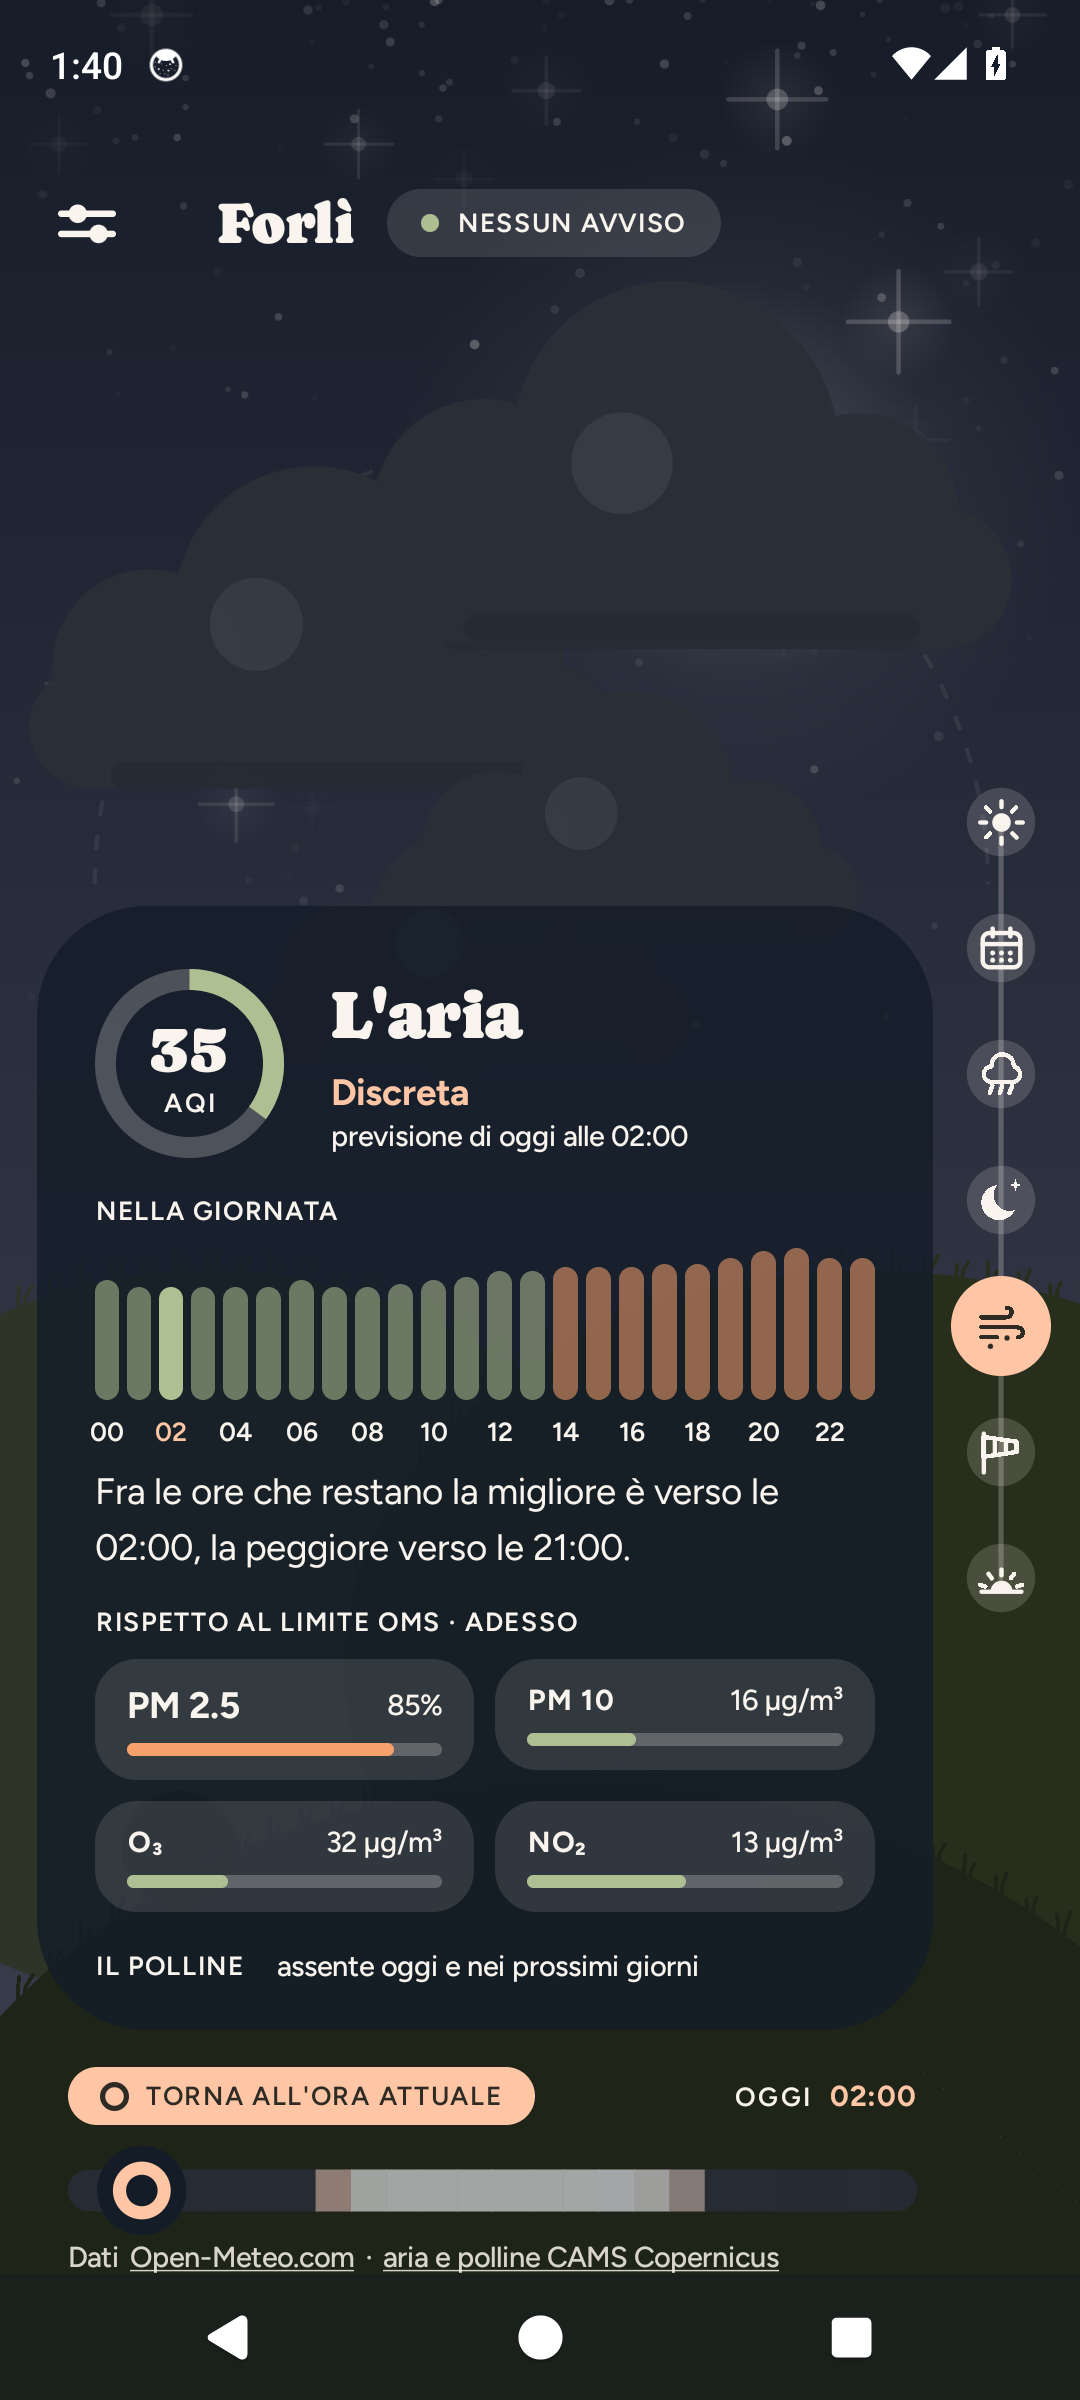 1:40
Forlì
NESSUN AVVISO
35
AQI
L'aria
Discreta
previsione di oggi alle 02:00
NELLA GIORNATA
00 02 04 06 08 10 12 14 16 18 20 22
Fra le ore che restano la migliore è verso le
02:00, la peggiore verso le 21:00.
RISPETTO AL LIMITE OMS · ADESSO
PM 2.5 85%
PM 10 16 µg/m³
O₃ 32 µg/m³
NO₂ 13 µg/m³
IL POLLINE assente oggi e nei prossimi giorni
TORNA ALL'ORA ATTUALE
OGGI 02:00
Dati Open-Meteo.com · aria e polline CAMS Copernicus